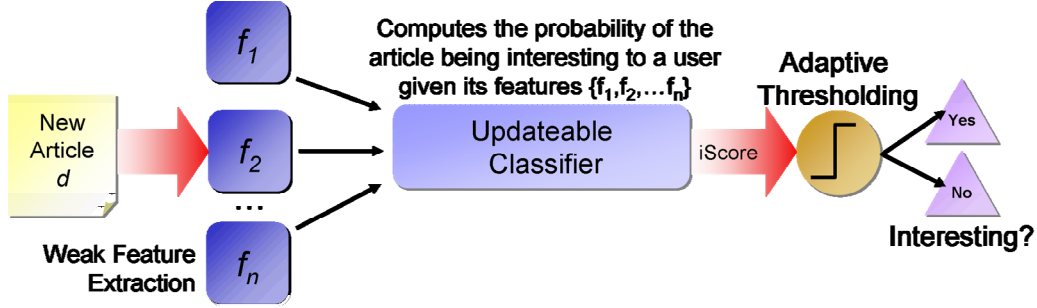 f1
Computes the probability of the
article being interesting to a user
given its features {f1,f2,...fn}
Adaptive
Thresholding
New
Article
d
f2
...
fn
Weak Feature
Extraction
Updateable
Classifier
iScore
Yes
No
Interesting?